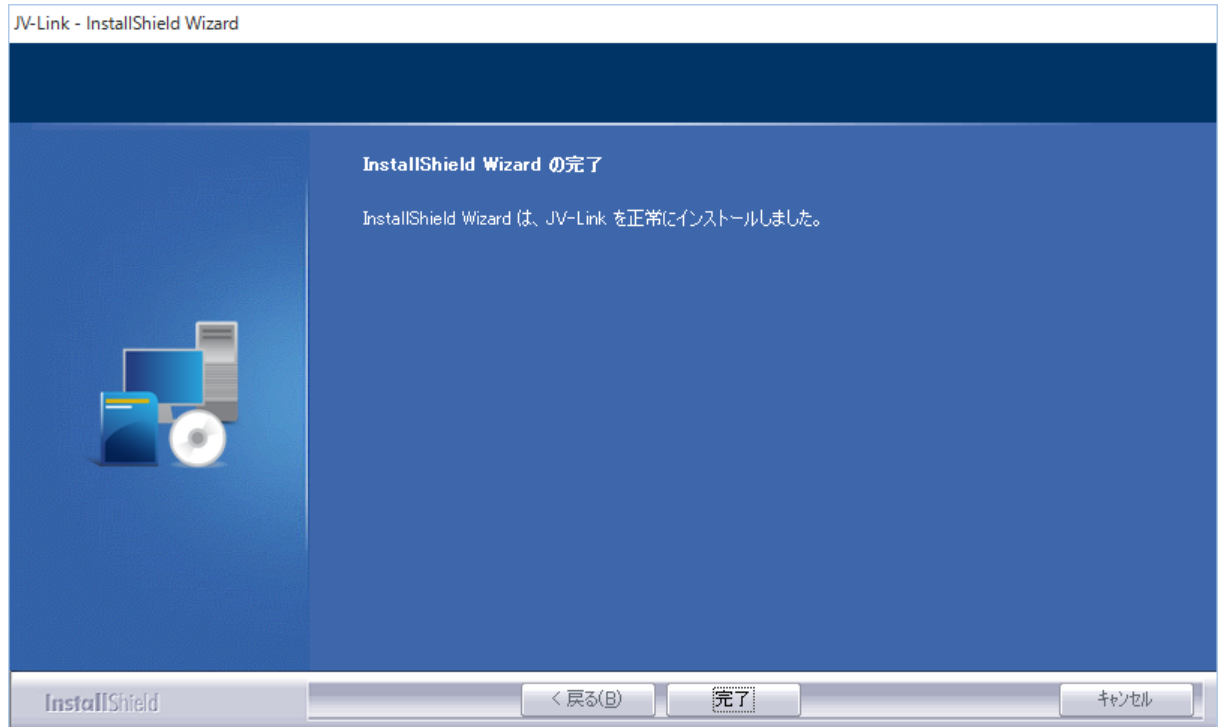 JV-Link - InstallShield Wizard
InstallShield Wizard の完了
InstallShield Wizard は、JV-Link を正常にインストールしました。
InstallShield
< 戻る(B)
完了
キャンセル